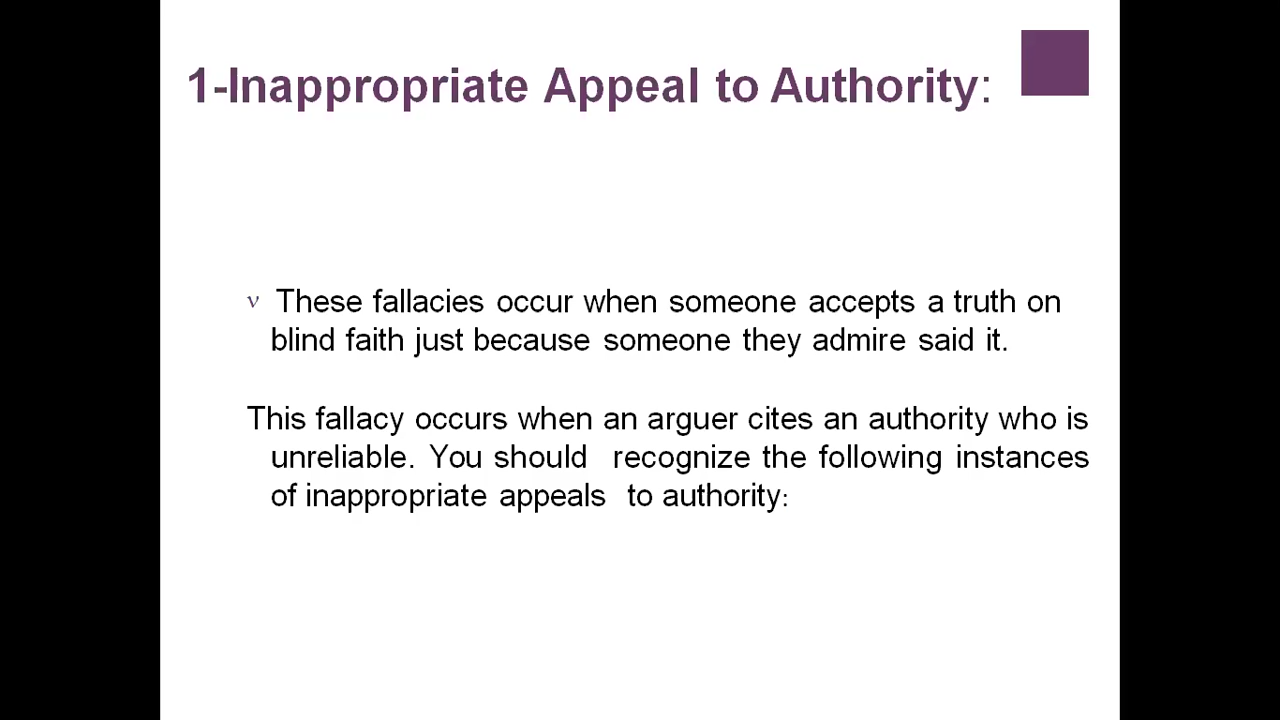 1-Inappropriate Appeal to Authority:
v These fallacies occur when someone accepts a truth on
blind faith just because someone they admire said it.
This fallacy occurs when an arguer cites an authority who is
unreliable. You should recognize the following instances
of inappropriate appeals to authority: